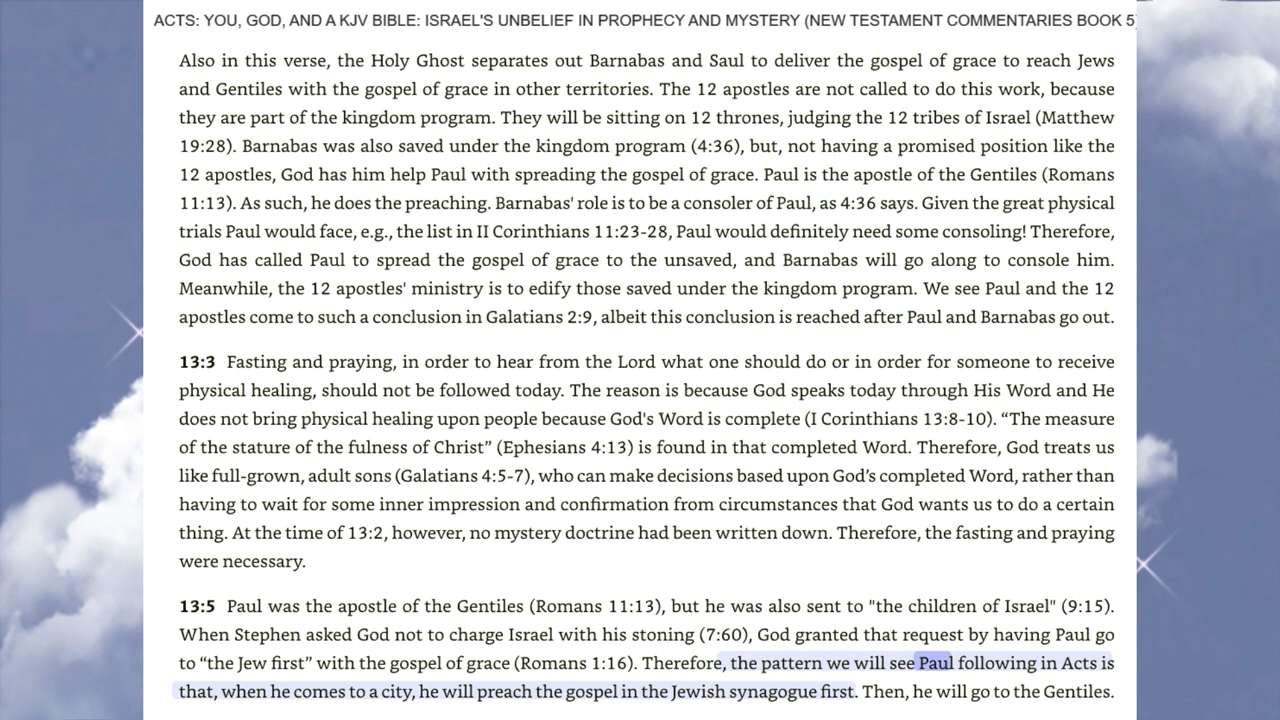 ACTS: YOU, GOD, AND A KJV BIBLE: ISRAEL'S UNBELIEF IN PROPHECY AND MYSTERY (NEW TESTAMENT COMMENTARIES BOOK 5)
Also in this verse, the Holy Ghost separates out Barnabas and Saul to deliver the gospel of grace to reach Jews
and Gentiles with the gospel of grace in other territories. The 12 apostles are not called to do this work, because
they are part of the kingdom program. They will be sitting on 12 thrones, judging the 12 tribes of Israel (Matthew
19:28). Barnabas was also saved under the kingdom program (4:36), but, not having a promised position like the
12 apostles, God has him help Paul with spreading the gospel of grace. Paul is the apostle of the Gentiles (Romans
11:13). As such, he does the preaching. Barnabas' role is to be a consoler of Paul, as 4:36 says. Given the great physical
trials Paul would face, e.g., the list in II Corinthians 11:23-28, Paul would definitely need some consoling! Therefore,
God has called Paul to spread the gospel of grace to the unsaved, and Barnabas will go along to console him.
Meanwhile, the 12 apostles' ministry is to edify those saved under the kingdom program. We see Paul and the 12
apostles come to such a conclusion in Galatians 2:9, albeit this conclusion is reached after Paul and Barnabas go out.
13:3 Fasting and praying, in order to hear from the Lord what one should do or in order for someone to receive
physical healing, should not be followed today. The reason is because God speaks today through His Word and He
does not bring physical healing upon people because God's Word is complete (I Corinthians 13:8-10). “The measure
of the stature of the fulness of Christ” (Ephesians 4:13) is found in that completed Word. Therefore, God treats us
like full-grown, adult sons (Galatians 4:5-7), who can make decisions based upon God’s completed Word, rather than
having to wait for some inner impression and confirmation from circumstances that God wants us to do a certain
thing. At the time of 13:2, however, no mystery doctrine had been written down. Therefore, the fasting and praying
were necessary.
13:5 Paul was the apostle of the Gentiles (Romans 11:13), but he was also sent to "the children of Israel" (9:15).
When Stephen asked God not to charge Israel with his stoning (7:60), God granted that request by having Paul go
to “the Jew first” with the gospel of grace (Romans 1:16). Therefore, the pattern we will see Paul following in Acts is
that, when he comes to a city, he will preach the gospel in the Jewish synagogue first. Then, he will go to the Gentiles.